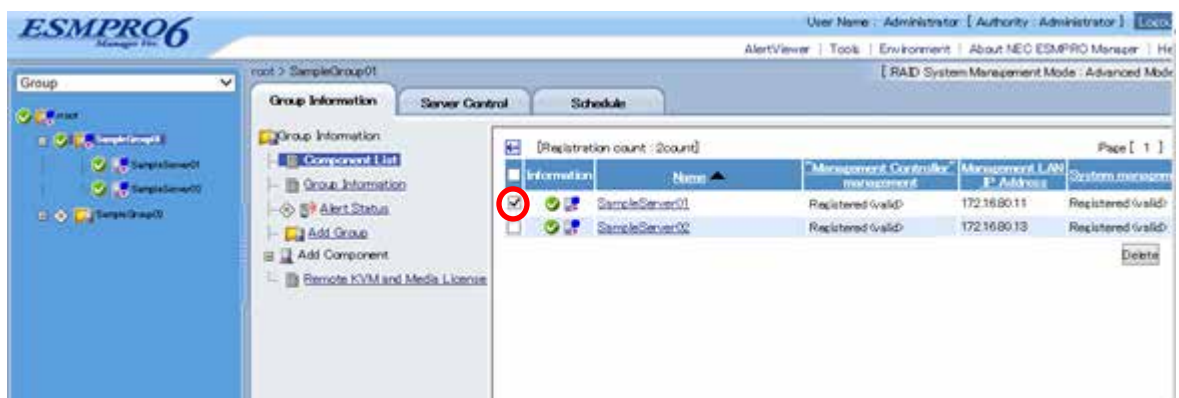 ESMPRO6
Manager
User Name : Administrator [ Authority : Administrator ] Logou
AlertViewer | Tools | Environment | About NEC ESMPRO Manager | He
Group
root > SampleGroup01
[ RAID System Management Mode : Advanced Mode
Group Information Server Control Schedule
root
SampleGroup01
SampleServer01
SampleServer02
SampleGroup02
Group Information
Component List
Group Information
Alert Status
Add Group
Add Component
Remote KVM and Media License
[Registration count : 2count] Page [ 1 ]
Information Name "Management Controller" management Management LAN IP Address System managem
SampleServer01 Registered (valid) 172.16.80.11 Registered (valid)
SampleServer02 Registered (valid) 172.16.80.13 Registered (valid)
Delete